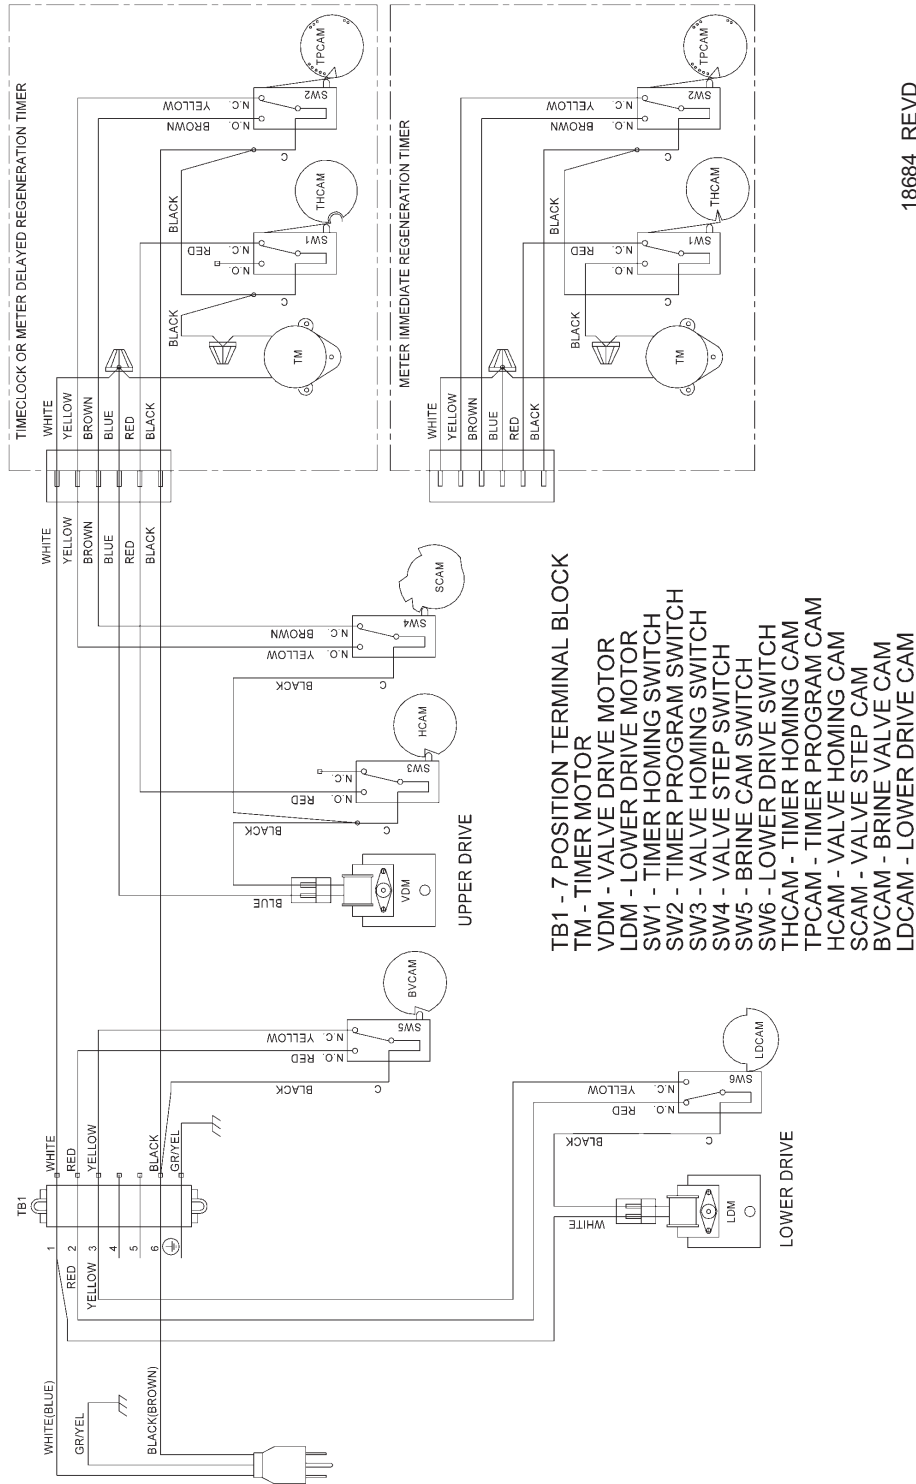 TIMECLOCK OR METER DELAYED REGENERATION TIMER
WHITE
YELLOW
BROWN
BLUE
RED
BLACK
BLACK
BLACK
TM
N.O.
N.C.
RED
C
SW1
THCAM
BROWN
YELLOW
N.O.
N.C.
C
SW2
TPCAM
METER IMMEDIATE REGENERATION TIMER
WHITE
YELLOW
BROWN
BLUE
RED
BLACK
BLACK
BLACK
TM
N.O.
N.C.
RED
C
SW1
THCAM
BROWN
YELLOW
N.O.
N.C.
C
SW2
TPCAM
WHITE
YELLOW
BROWN
BLUE
RED
BLACK
YELLOW
BROWN
N.O.
N.C.
BLACK
C
SW4
SCAM
RED
N.O.
N.C.
BLACK
C
SW3
HCAM
BLUE
VDM
UPPER DRIVE
RED
YELLOW
N.O.
N.C.
BLACK
C
SW5
BVCAM
TB1
WHITE
RED
YELLOW
BLACK
GR/YEL
1
2
3
4
5
6
RED
YELLOW
WHITE(BLUE)
GR/YEL
BLACK(BROWN)
RED
YELLOW
N.O.
N.C.
BLACK
C
SW6
LDCAM
WHITE
LDM
LOWER DRIVE
TB1 - 7 POSITION TERMINAL BLOCK
TM - TIMER MOTOR
VDM - VALVE DRIVE MOTOR
LDM - LOWER DRIVE MOTOR
SW1 - TIMER HOMING SWITCH
SW2 - TIMER PROGRAM SWITCH
SW3 - VALVE HOMING SWITCH
SW4 - VALVE STEP SWITCH
SW5 - BRINE CAM SWITCH
SW6 - LOWER DRIVE SWITCH
THCAM - TIMER HOMING CAM
TPCAM - TIMER PROGRAM CAM
HCAM - VALVE HOMING CAM
SCAM - VALVE STEP CAM
BVCAM - BRINE VALVE CAM
LDCAM - LOWER DRIVE CAM
18684 REVD